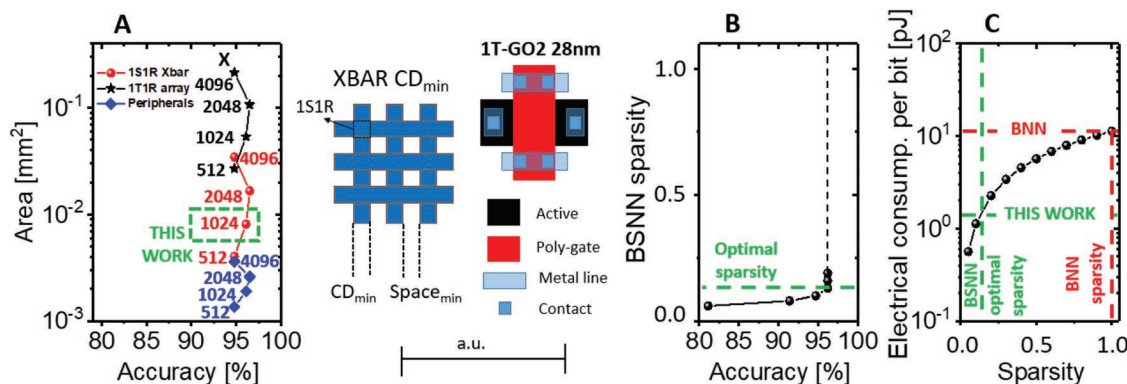 A
Area [mm²]
10⁻¹
10⁻²
10⁻³
1S1R Xbar
1T1R array
Peripherals
X
4096
2048
1024
512
4096
2048
1024
512
THIS
WORK
4096
2048
1024
512
80 85 90 95 100
Accuracy [%]
XBAR CDmin
1S1R
CDmin
Spacemin
1T-GO2 28nm
Active
Poly-gate
Metal line
Contact
a.u.
B
BSNN sparsity
1.0
0.5
0.0
Optimal
sparsity
80 85 90 95 100
Accuracy [%]
C
Electrical consump. per bit [pJ]
10²
10¹
10⁰
10⁻¹
BNN
THIS WORK
BSNN
optimal
sparsity
BNN
sparsity
0.0 0.5 1.0
Sparsity